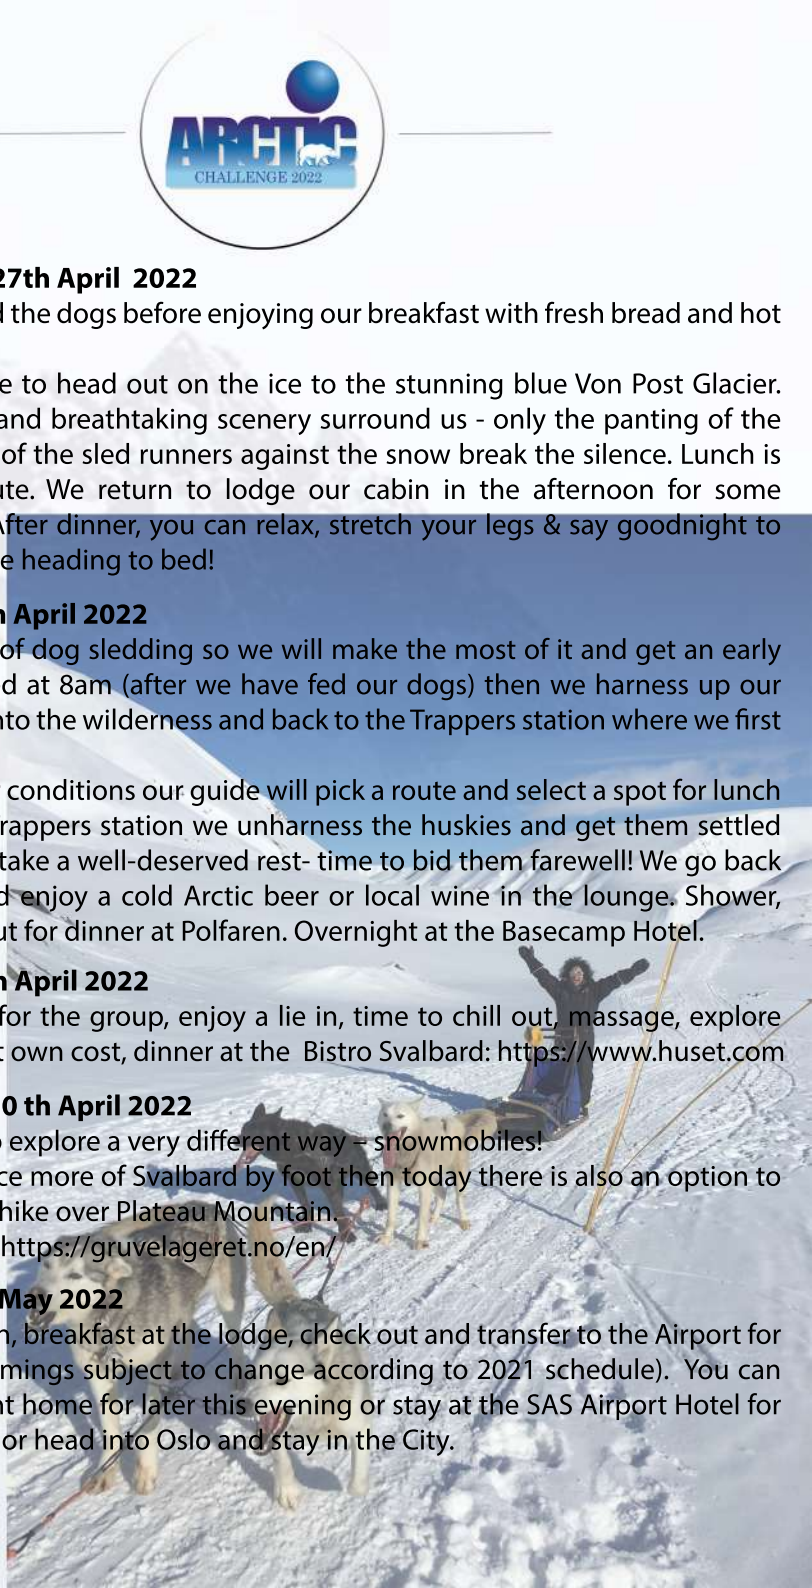 ARCTIC
CHALLENGE 2022
27th April 2022
the dogs before enjoying our breakfast with fresh bread and hot
to head out on the ice to the stunning blue Von Post Glacier.
and breathtaking scenery surround us - only the panting of the
of the sled runners against the snow break the silence. Lunch is
We return to lodge our cabin in the afternoon for some
After dinner, you can relax, stretch your legs & say goodnight to
heading to bed!
April 2022
of dog sledding so we will make the most of it and get an early
at 8am (after we have fed our dogs) then we harness up our
the wilderness and back to the Trappers station where we first
conditions our guide will pick a route and select a spot for lunch
Trappers station we unharness the huskies and get them settled
take a well-deserved rest- time to bid them farewell! We go back
enjoy a cold Arctic beer or local wine in the lounge. Shower,
for dinner at Polfaren. Overnight at the Basecamp Hotel.
April 2022
for the group, enjoy a lie in, time to chill out, massage, explore
own cost, dinner at the Bistro Svalbard: https://www.huset.com
0 th April 2022
explore a very different way – snowmobiles!
more of Svalbard by foot then today there is also an option to
hike over Plateau Mountain.
https://gruvelageret.no/en/
May 2022
breakfast at the lodge, check out and transfer to the Airport for
subject to change according to 2021 schedule). You can
home for later this evening or stay at the SAS Airport Hotel for
or head into Oslo and stay in the City.